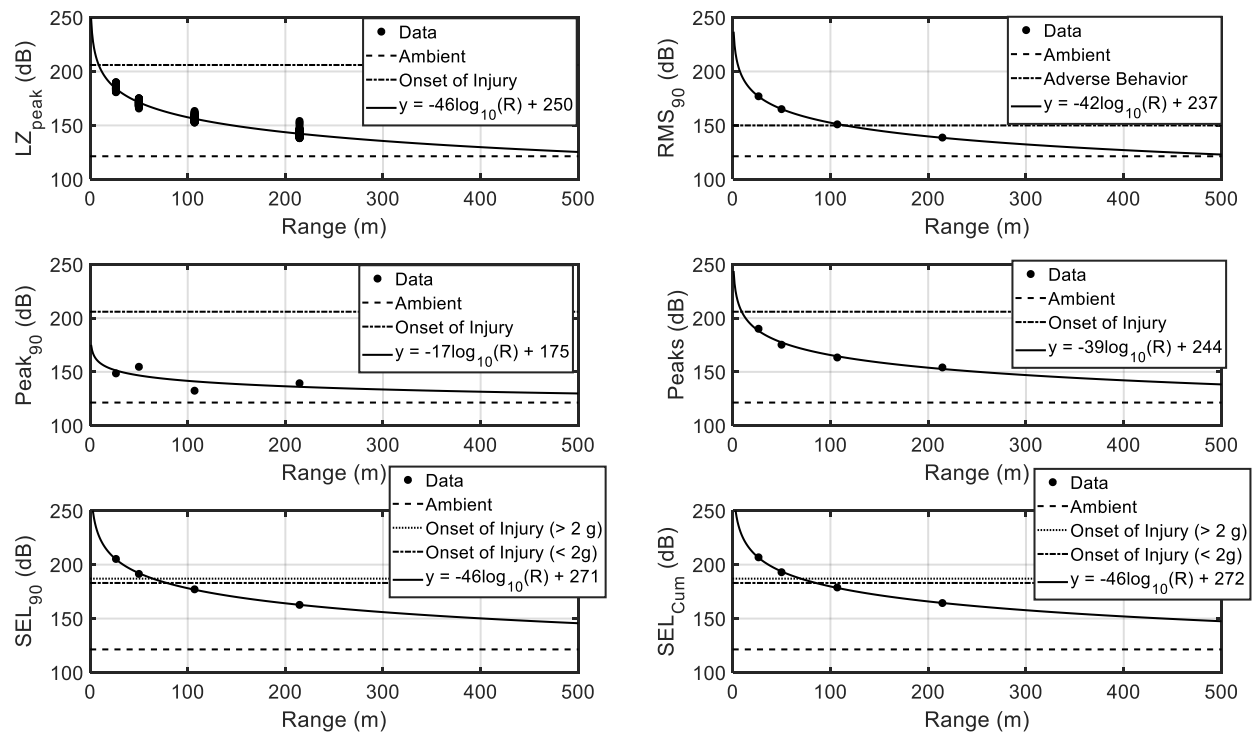 LZpeak (dB)
250
200
150
100
0 100 200 300 400 500
Range (m)
Data
Ambient
Onset of Injury
y = -46log10(R) + 250
RMS90 (dB)
250
200
150
100
0 100 200 300 400 500
Range (m)
Data
Ambient
Adverse Behavior
y = -42log10(R) + 237
Peak90 (dB)
250
200
150
100
0 100 200 300 400 500
Range (m)
Data
Ambient
Onset of Injury
y = -17log10(R) + 175
Peaks (dB)
250
200
150
100
0 100 200 300 400 500
Range (m)
Data
Ambient
Onset of Injury
y = -39log10(R) + 244
SEL90 (dB)
250
200
150
100
0 100 200 300 400 500
Range (m)
Data
Ambient
Onset of Injury (> 2 g)
Onset of Injury (< 2g)
y = -46log10(R) + 271
SELCum (dB)
250
200
150
100
0 100 200 300 400 500
Range (m)
Data
Ambient
Onset of Injury (> 2 g)
Onset of Injury (< 2g)
y = -46log10(R) + 272